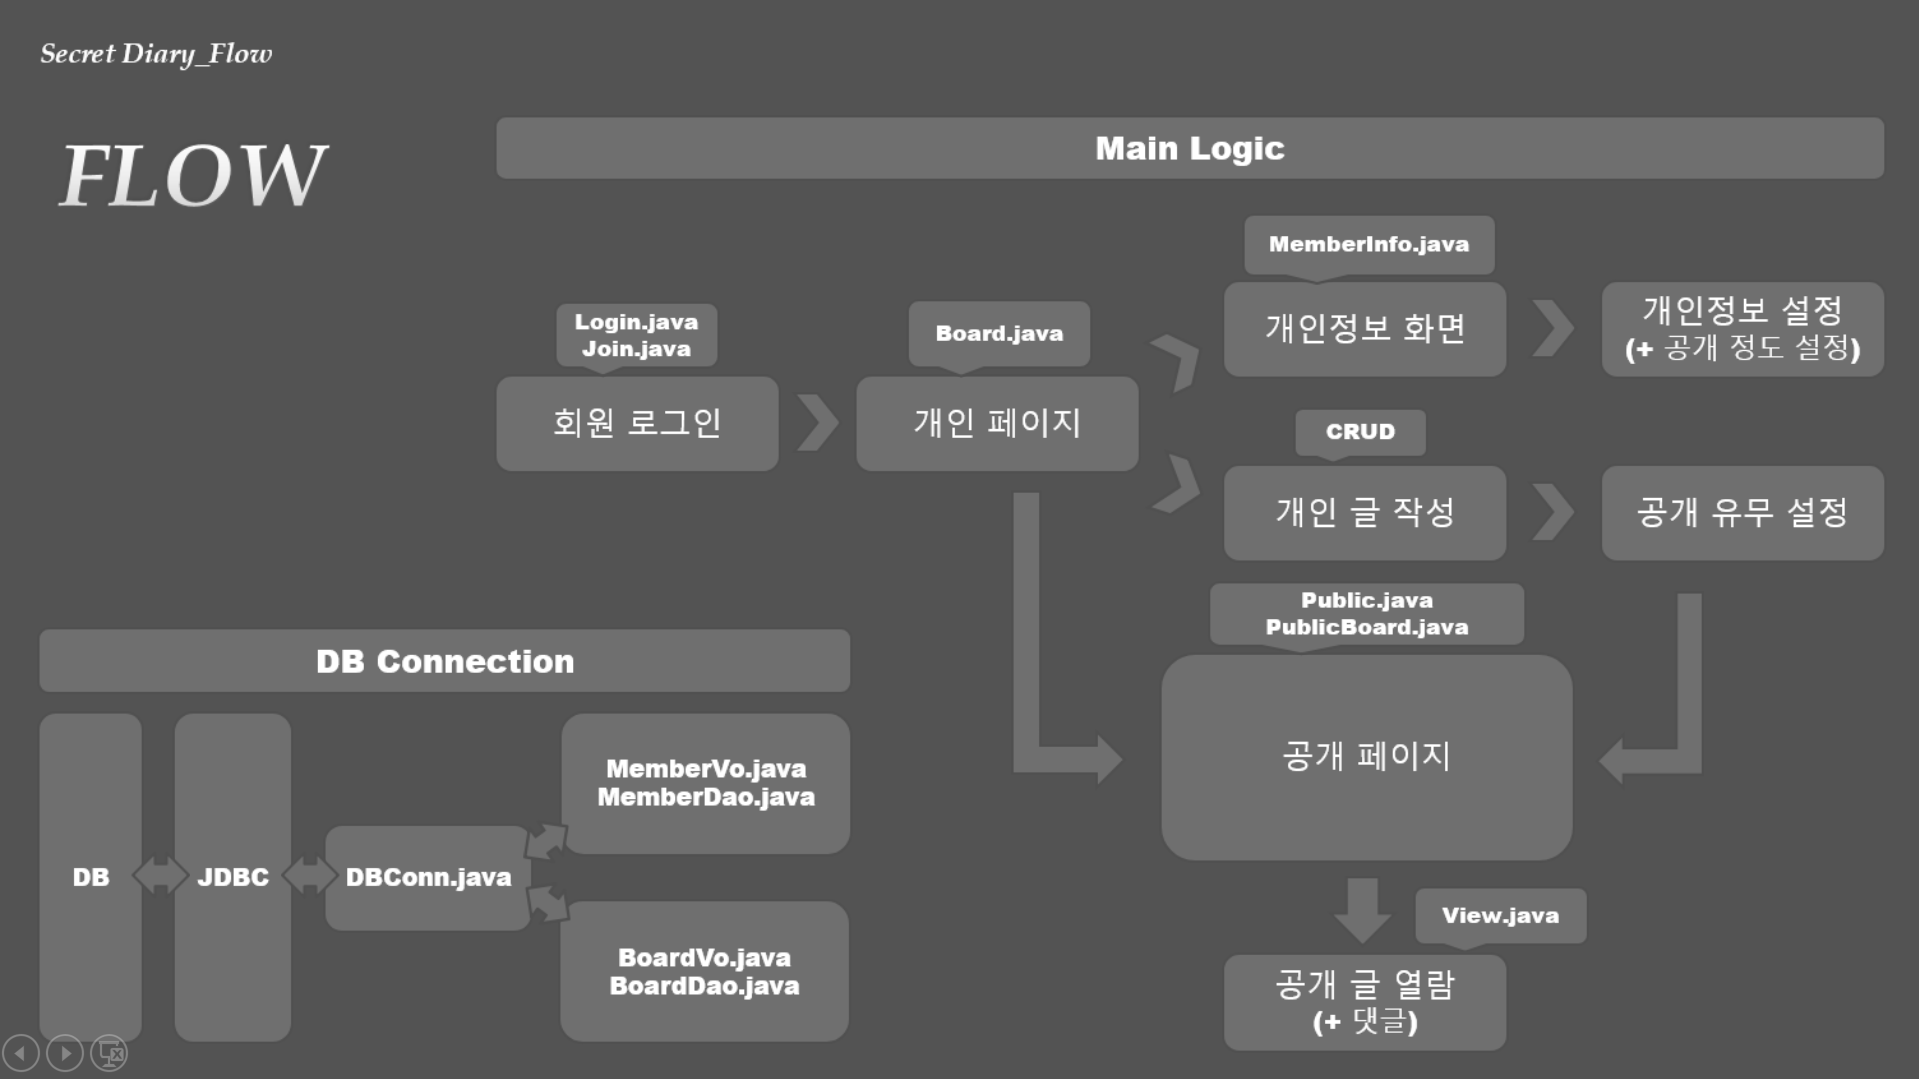 Secret Diary_Flow
FLOW
Main Logic
MemberInfo.java
Login.java
Join.java
Board.java
개인정보 화면
개인정보 설정
(+ 공개 정도 설정)
회원 로그인
개인 페이지
CRUD
개인 글 작성
공개 유무 설정
Public.java
PublicBoard.java
공개 페이지
View.java
공개 글 열람
(+ 댓글)
DB Connection
DB
JDBC
DBConn.java
MemberVo.java
MemberDao.java
BoardVo.java
BoardDao.java